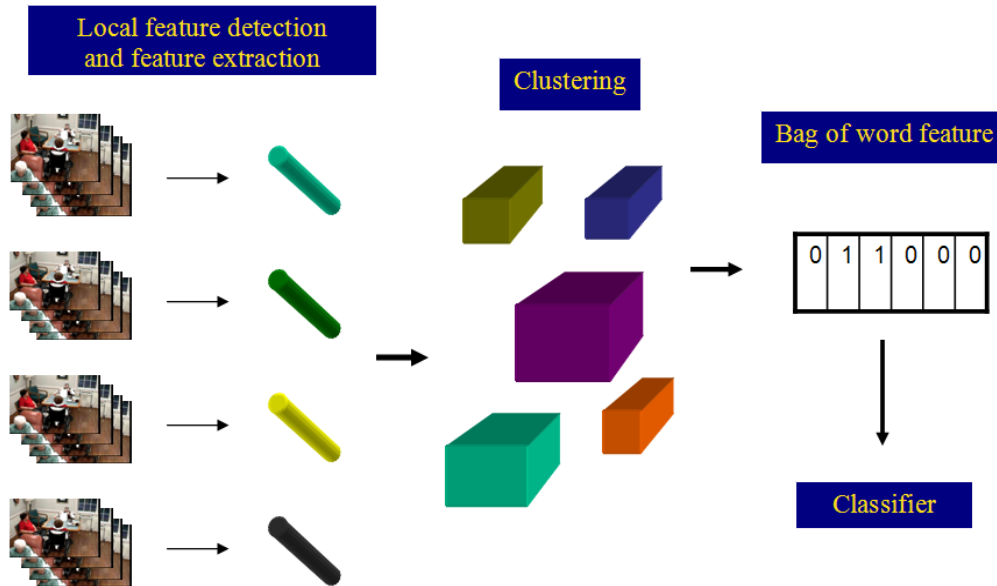 Local feature detection
and feature extraction
Clustering
Bag of word feature
0 1 1 0 0 0
Classifier